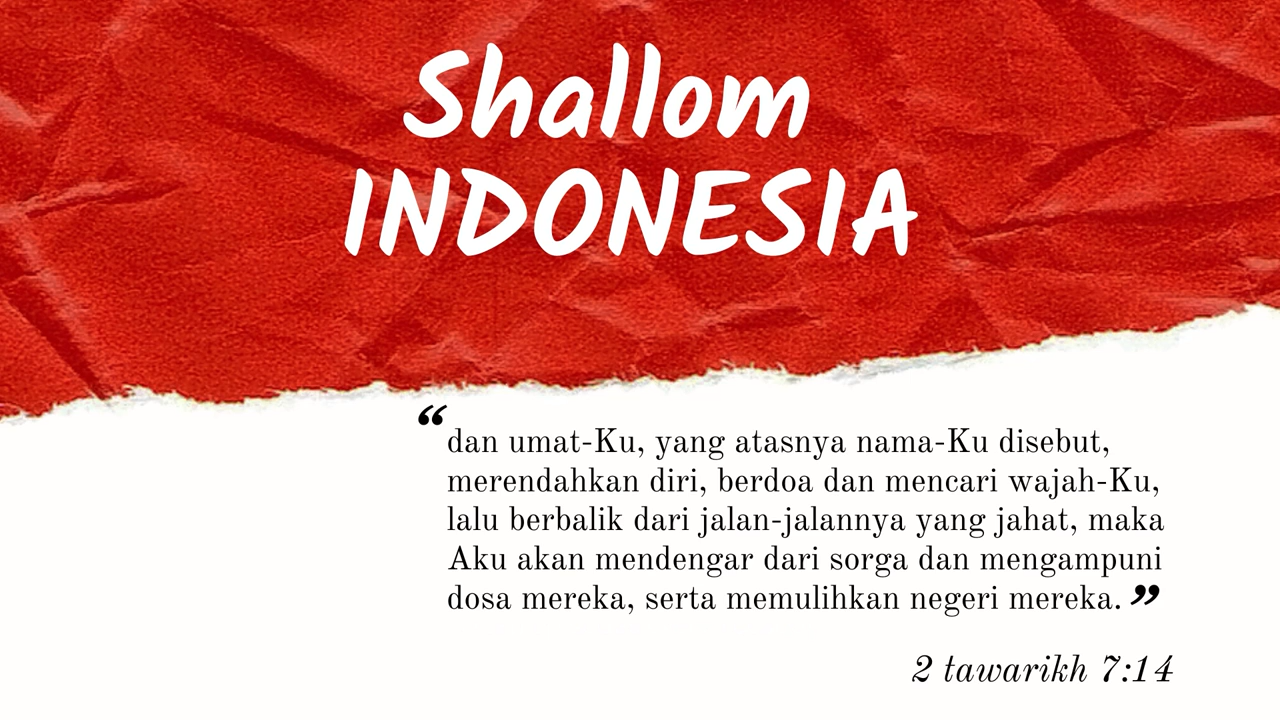 Shallom
INDONESIA
“dan umat-Ku, yang atasnya nama-Ku disebut,
merendahkan diri, berdoa dan mencari wajah-Ku,
lalu berbalik dari jalan-jalannya yang jahat, maka
Aku akan mendengar dari sorga dan mengampuni
dosa mereka, serta memulihkan negeri mereka.”
2 tawarikh 7:14